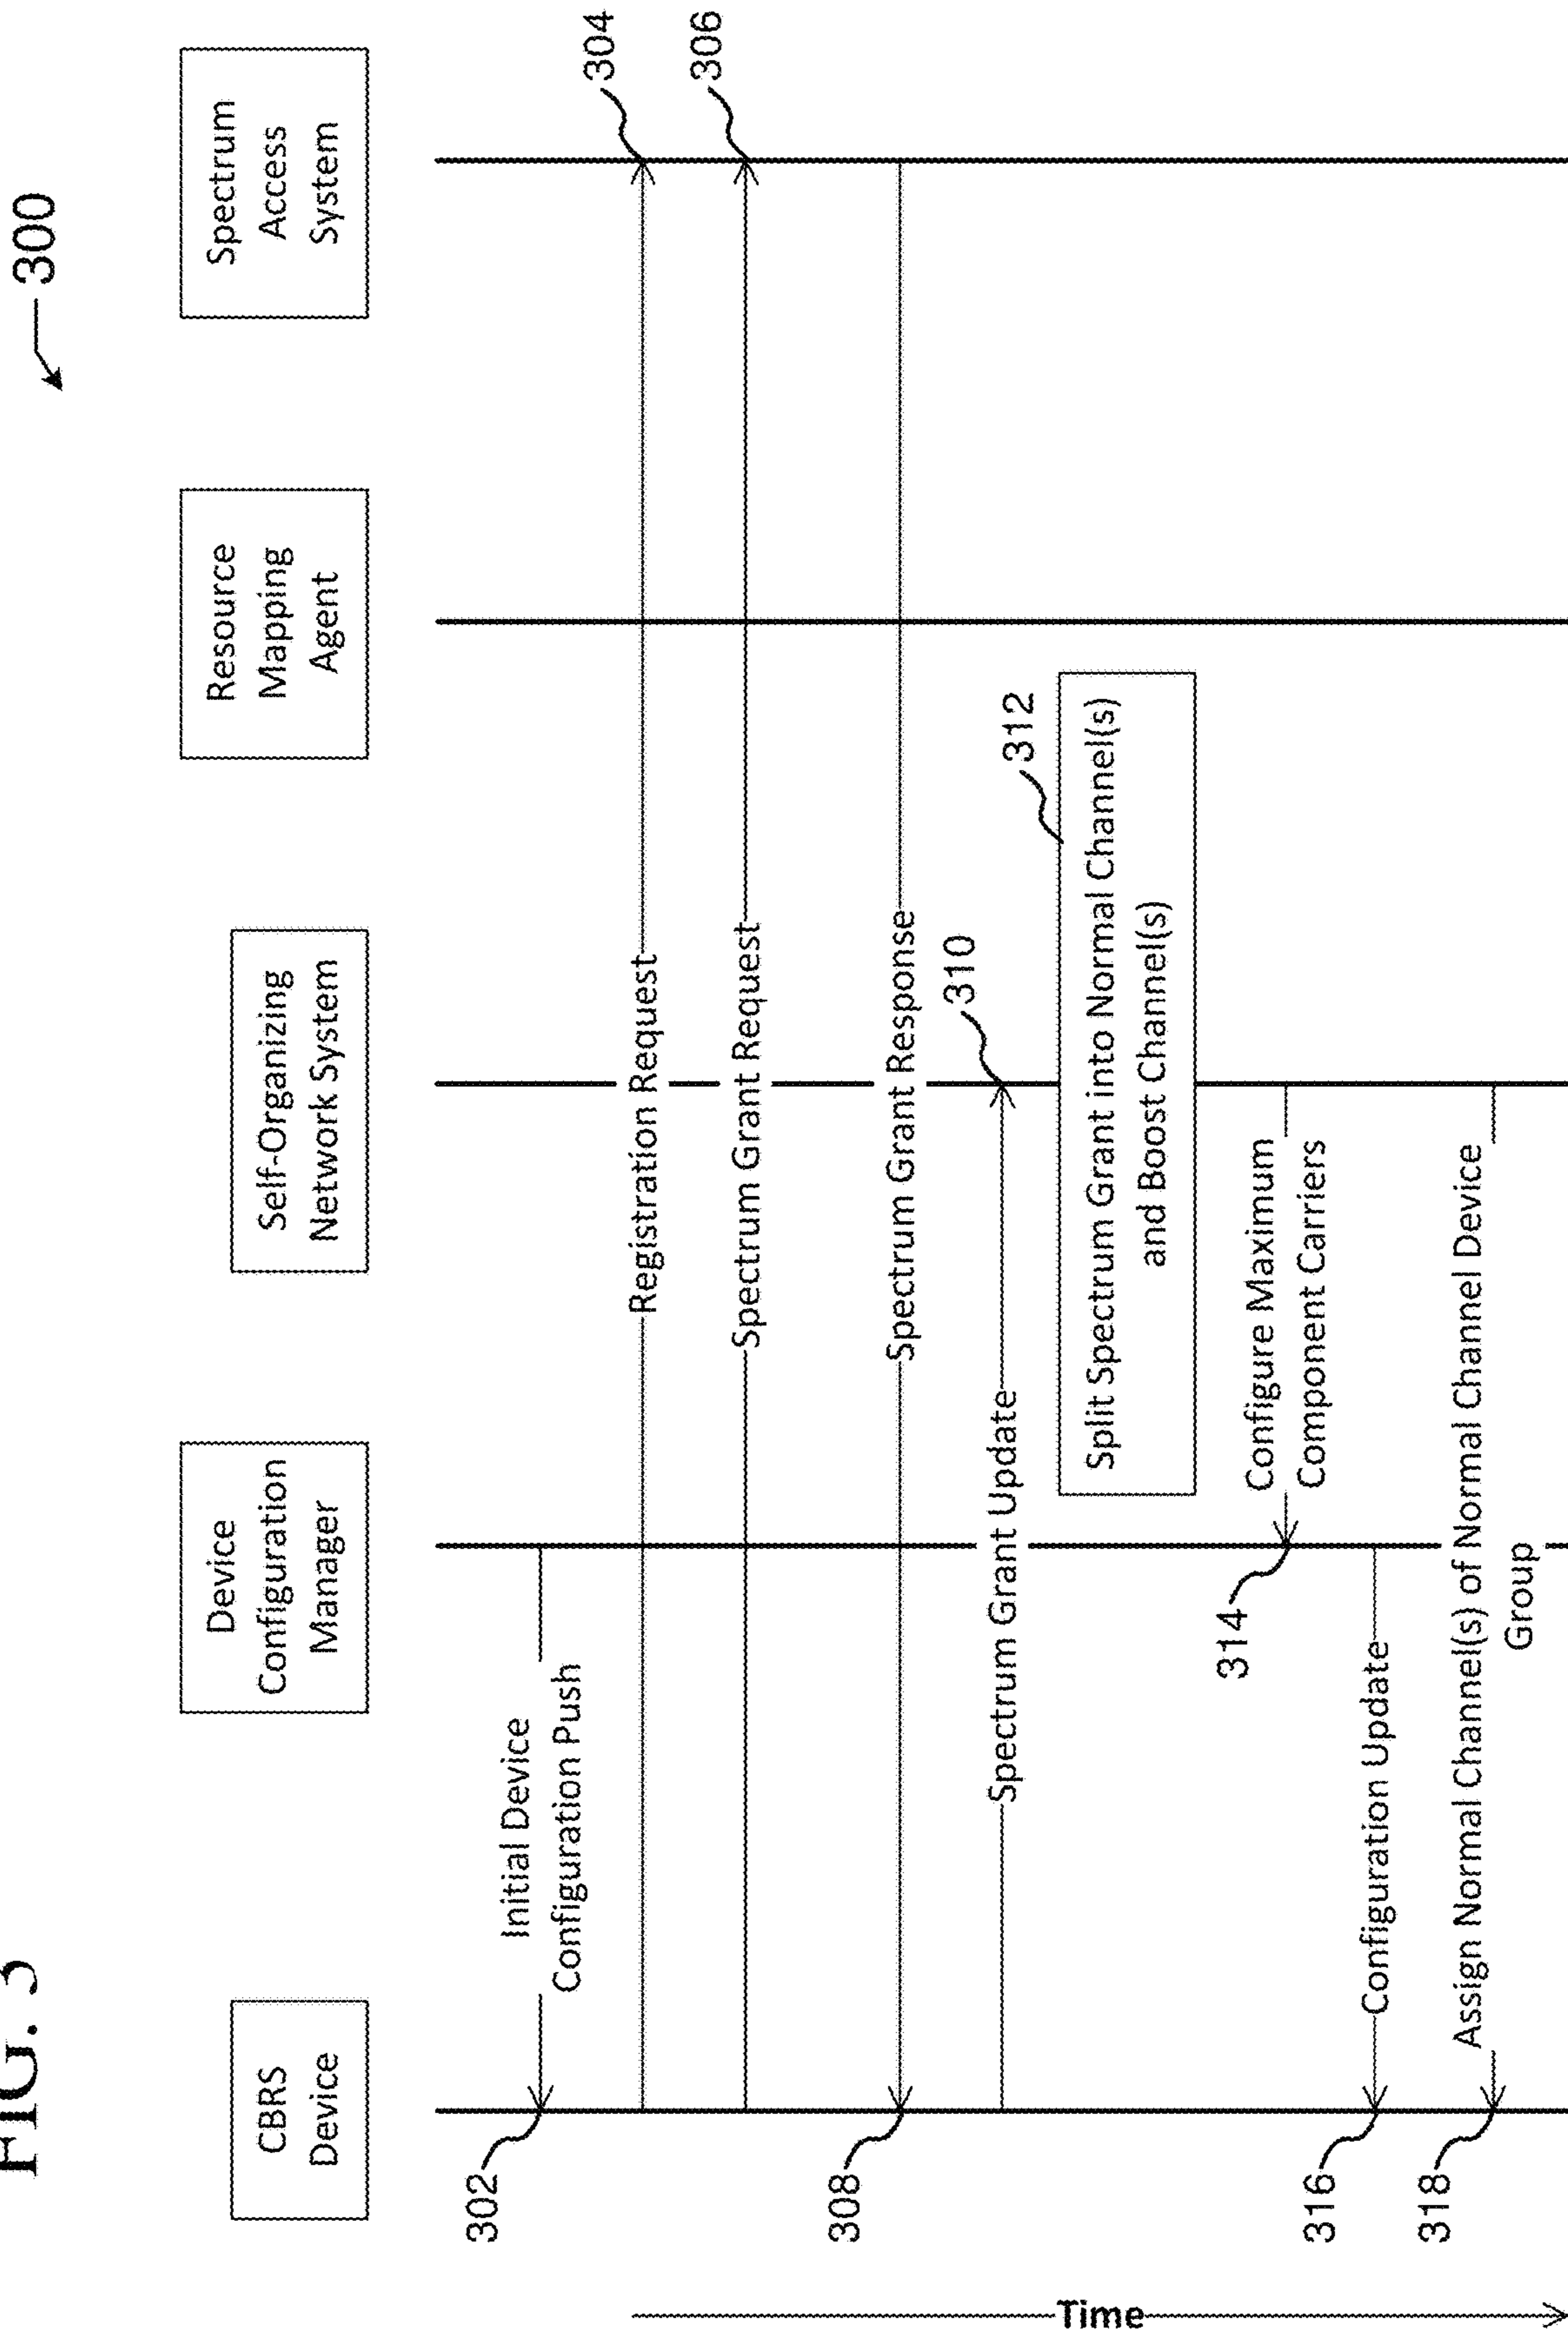 FIG. 3
300
CBRS
Device
Device
Configuration
Manager
Self-Organizing
Network System
Resource
Mapping
Agent
Spectrum
Access
System
302
Initial Device
Configuration Push
Registration Request
304
Spectrum Grant Request
306
308
Spectrum Grant Response
Spectrum Grant Update
310
312
Split Spectrum Grant into Normal Channel(s)
and Boost Channel(s)
314
Configure Maximum
Component Carriers
316
Configuration Update
318
Assign Normal Channel(s) of Normal Channel Device
Group
Time